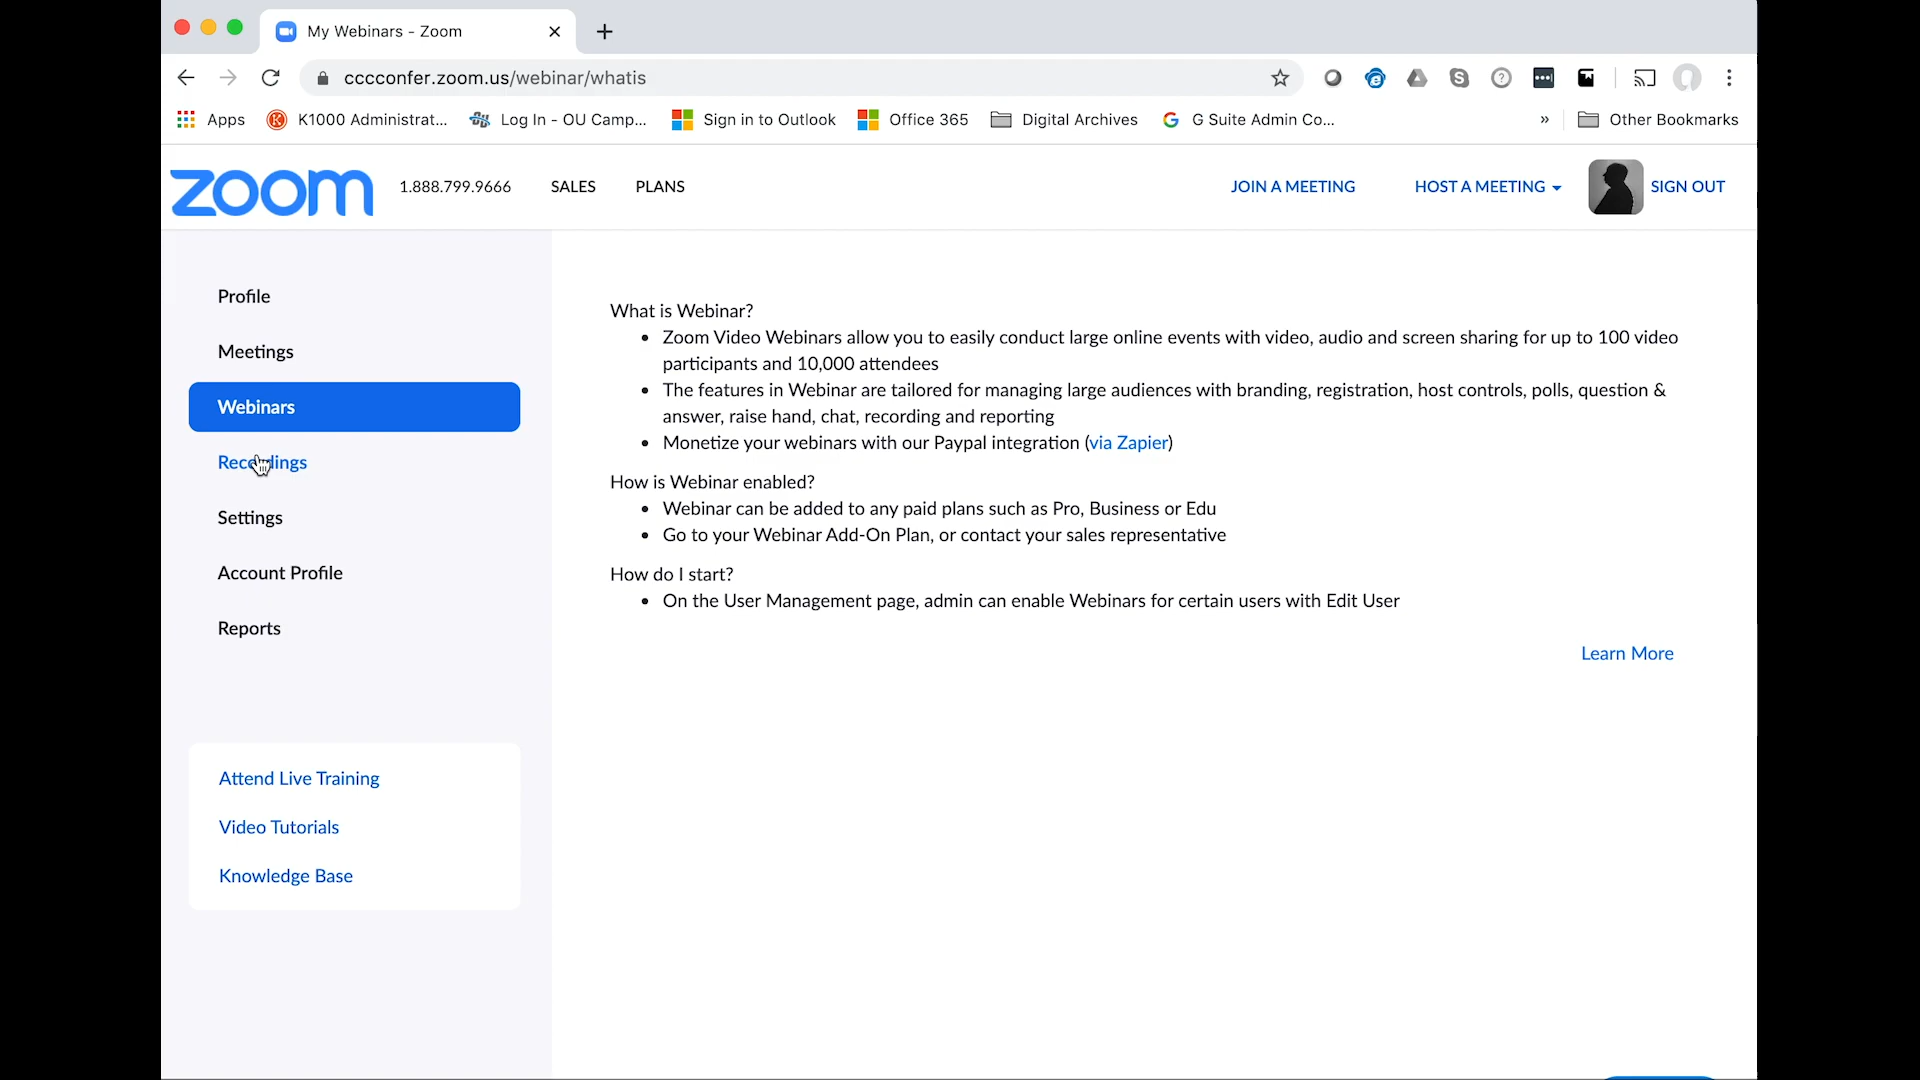 My Webinars - Zoom
cccconfer.zoom.us/webinar/whatis
Apps K1000 Administrat... Log In - OU Camp... Sign in to Outlook Office 365 Digital Archives G Suite Admin Co... » Other Bookmarks
zoom 1.888.799.9666 SALES PLANS JOIN A MEETING HOST A MEETING SIGN OUT
Profile
Meetings
Webinars
Recordings
Settings
Account Profile
Reports
Attend Live Training
Video Tutorials
Knowledge Base
What is Webinar?
• Zoom Video Webinars allow you to easily conduct large online events with video, audio and screen sharing for up to 100 video
participants and 10,000 attendees
• The features in Webinar are tailored for managing large audiences with branding, registration, host controls, polls, question &
answer, raise hand, chat, recording and reporting
• Monetize your webinars with our Paypal integration (via Zapier)
How is Webinar enabled?
• Webinar can be added to any paid plans such as Pro, Business or Edu
• Go to your Webinar Add-On Plan, or contact your sales representative
How do I start?
• On the User Management page, admin can enable Webinars for certain users with Edit User
Learn More